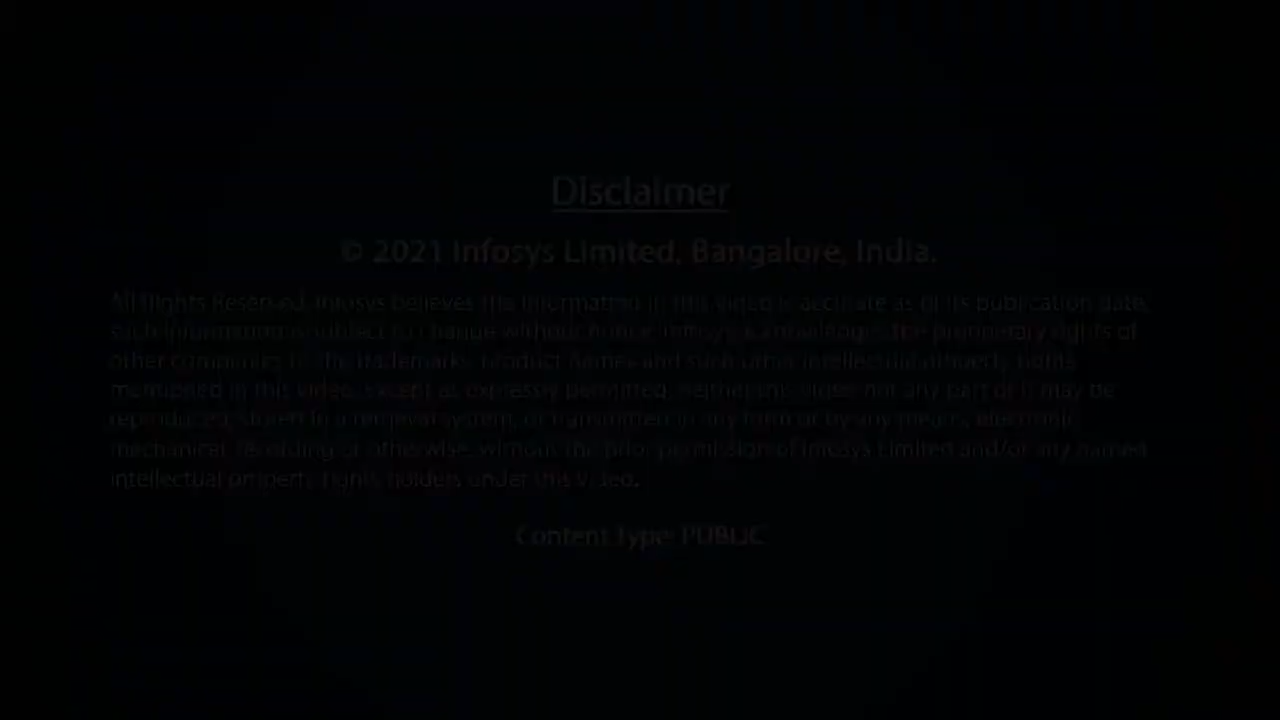 Disclaimer
© 2021 Infosys Limited, Bangalore, India.
All Rights Reserved. Infosys believes the information in this video is accurate as of its publication date;
such information is subject to change without notice. Infosys acknowledges the proprietary rights of
other companies to the trademarks, product names and such other intellectual property rights
mentioned in this video. Except as expressly permitted, neither this video nor any part of it may be
reproduced, stored in a retrieval system, or transmitted in any form or by any means, electronic,
mechanical, recording or otherwise, without the prior permission of Infosys Limited and/or any named
intellectual property rights holders under this video.
Content Type: PUBLIC